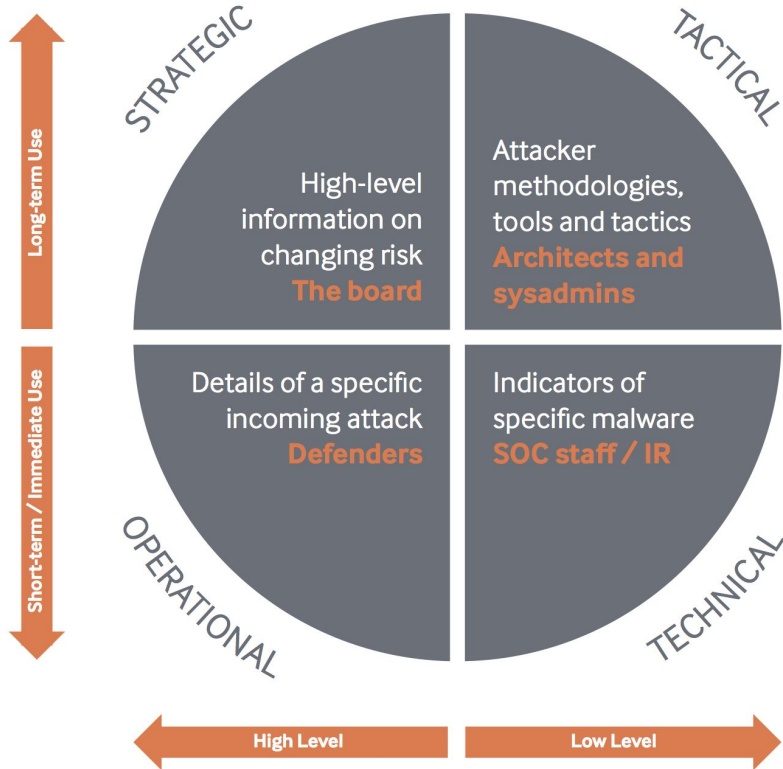 STRATEGIC
TACTICAL
Long-term Use
High-level
information on
changing risk
The board
Attacker
methodologies,
tools and tactics
Architects and
sysadmins
Short-term / Immediate Use
Details of a specific
incoming attack
Defenders
Indicators of
specific malware
SOC staff / IR
OPERATIONAL
TECHNICAL
High Level
Low Level